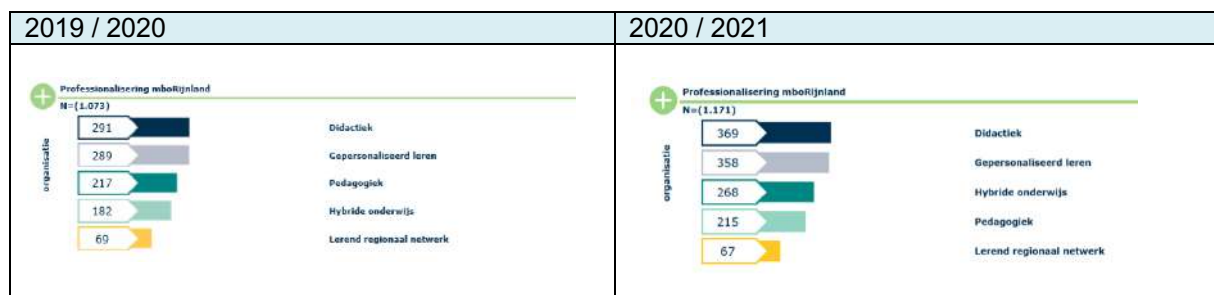 2019 / 2020
Professionalisering mboRijnland
N=(1.073)
organisatie
291 Didactiek
289 Gepersonaliseerd leren
217 Pedagogiek
182 Hybride onderwijs
69 Lerend regionaal netwerk
2020 / 2021
Professionalisering mboRijnland
N=(1.171)
organisatie
369 Didactiek
358 Gepersonaliseerd leren
268 Hybride onderwijs
215 Pedagogiek
67 Lerend regionaal netwerk